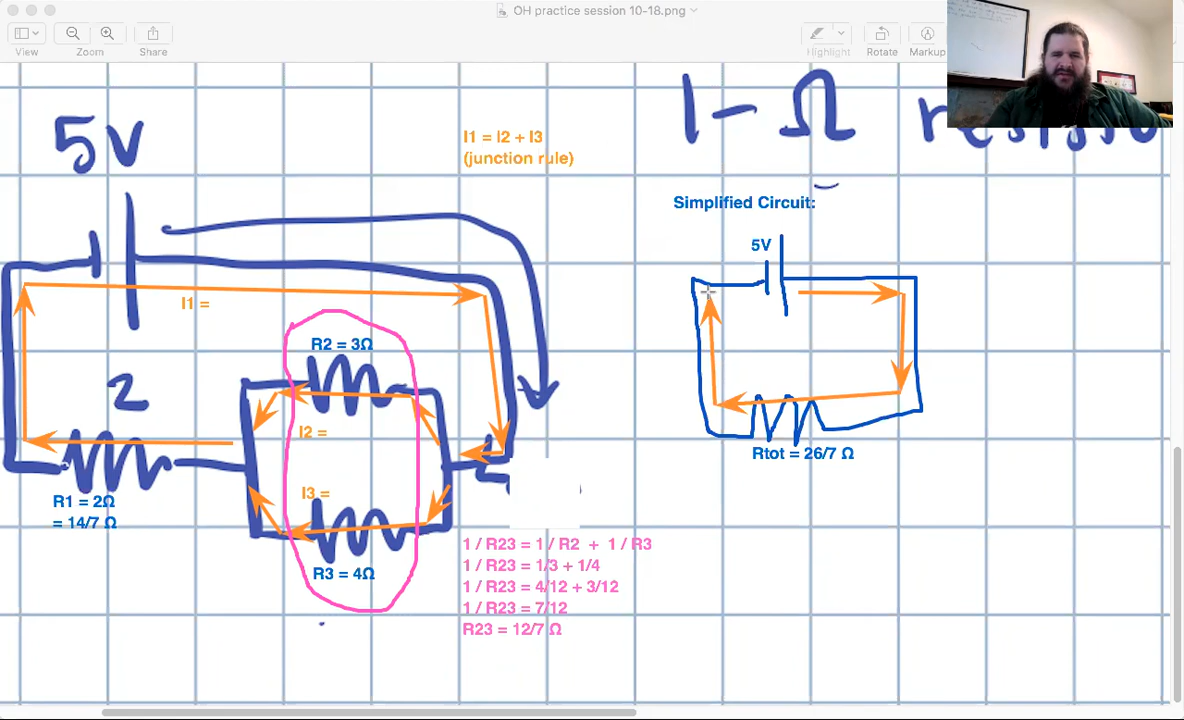 OH practice session 10-18.png
View
Zoom
Share
Highlight
Rotate
Markup
5V
1-Ω
I1 = I2 + I3
(junction rule)
Simplified Circuit:
5V
I1 =
R2 = 3Ω
2
I2 =
Rtot = 26/7 Ω
I3 =
R1 = 2Ω
= 14/7 Ω
R3 = 4Ω
1 / R23 = 1 / R2 + 1 / R3
1 / R23 = 1/3 + 1/4
1 / R23 = 4/12 + 3/12
1 / R23 = 7/12
R23 = 12/7 Ω